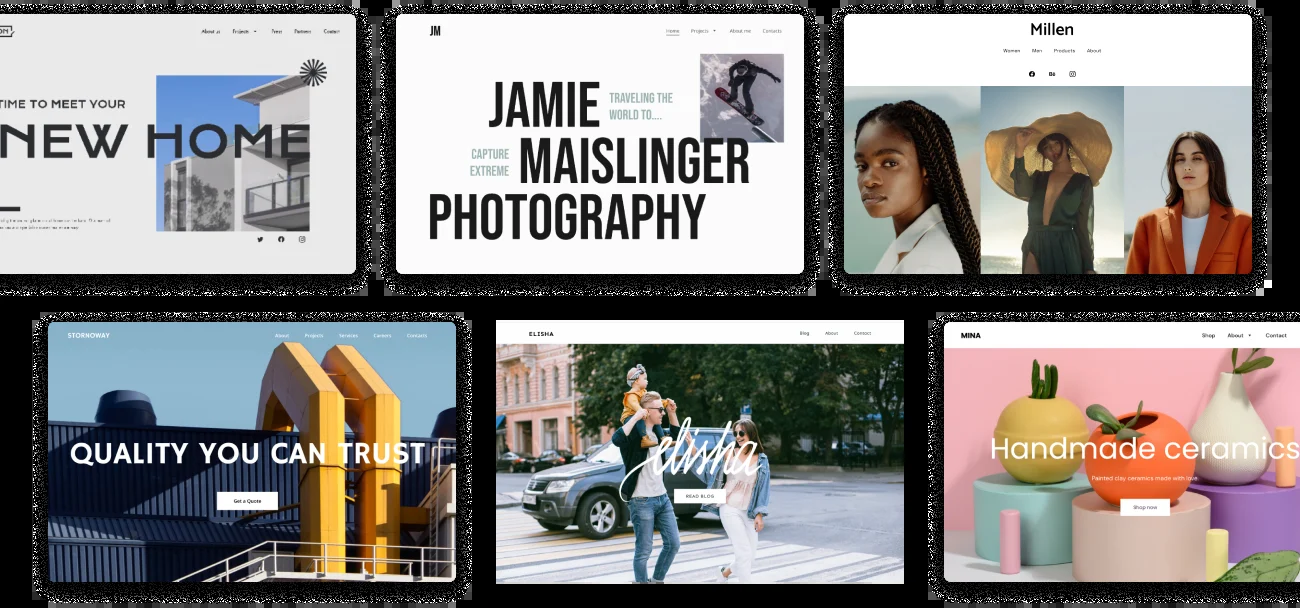 About us Projects Press Partners Contact
TIME TO MEET YOUR
NEW HOME
JM
Home Projects About me Contacts
JAMIE
TRAVELING THE
WORLD TO....
CAPTURE
EXTREME
MAISLINGER
PHOTOGRAPHY
Millen
Women Men Products About
STORNOWAY
About Projects Services Careers Contacts
QUALITY YOU CAN TRUST
Get a Quote
ELISHA
Blog About Contact
elisha
READ BLOG
MINA
Shop About Contact
Handmade ceramics
Painted clay ceramics made with love
Shop now